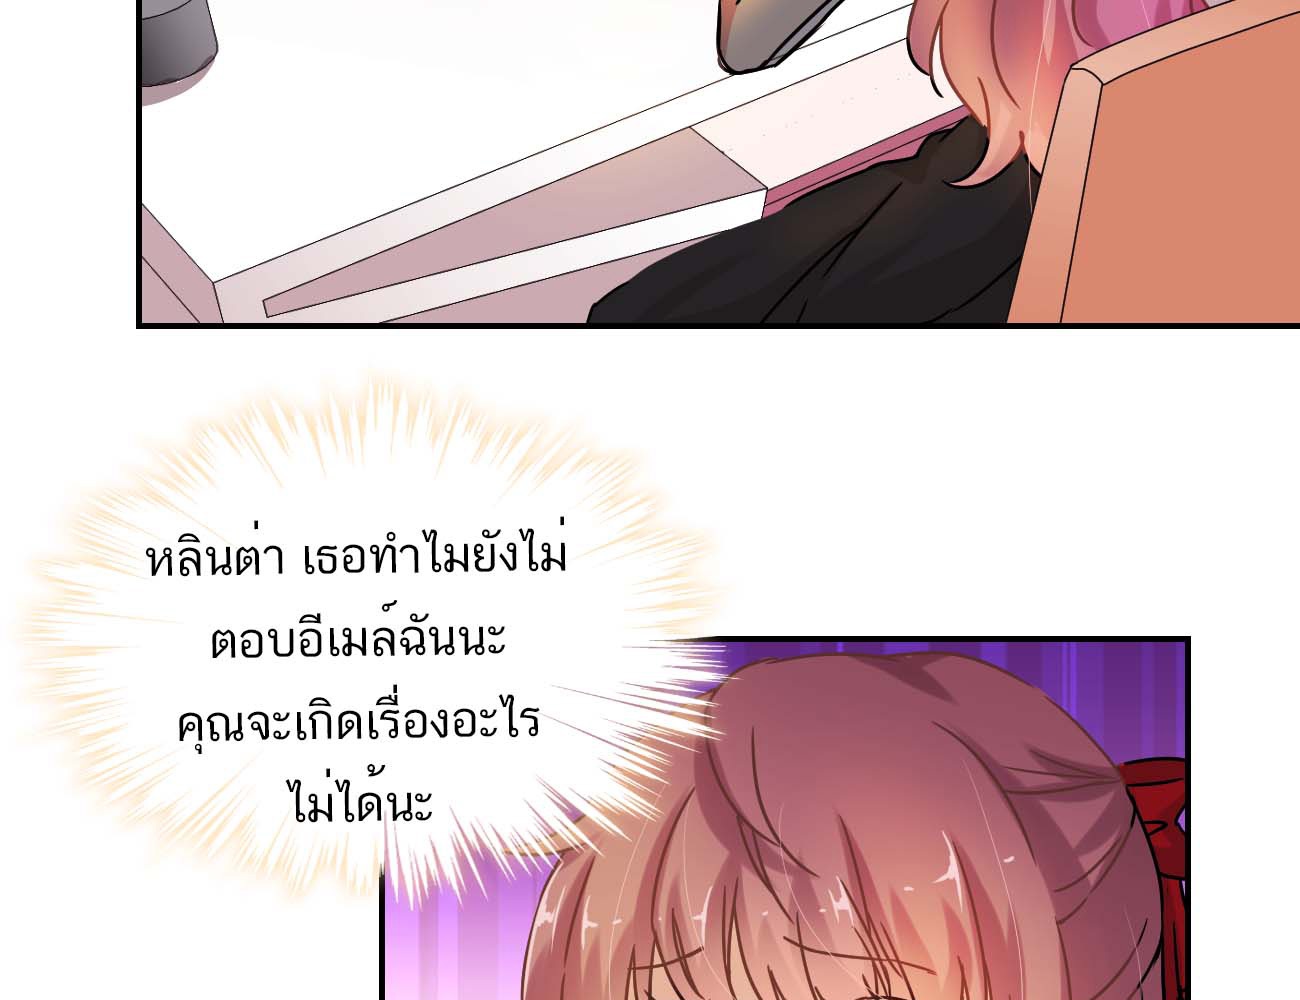 หลินต่า เธอทำไมยังไม่
ตอบอีเมล์ฉันนะ
คุณจะเกิดเรื่องอะไร
ไม่ได้นะ